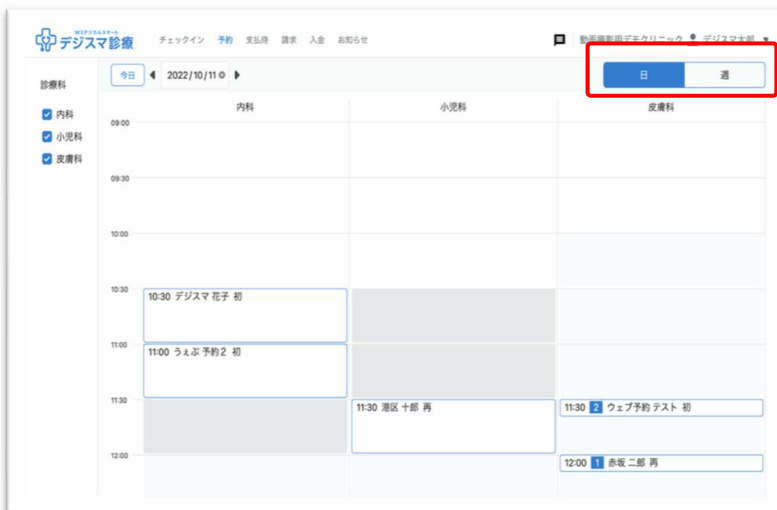 M3デジカルスマート
デジスマ診療
チェックイン 予約 支払待 請求 入金 お知らせ
動画撮影用デモクリニック デジスマ太郎
診療科
今日 2022/10/11
日 週
内科
小児科
皮膚科
内科 小児科 皮膚科
09:00
09:30
10:00
10:30
10:30 デジスマ 花子 初
11:00
11:00 うぇぶ 予約2 初
11:30
11:30 港区 十郎 再
11:30 2 ウェブ予約 テスト 初
12:00
12:00 1 赤坂 二郎 再